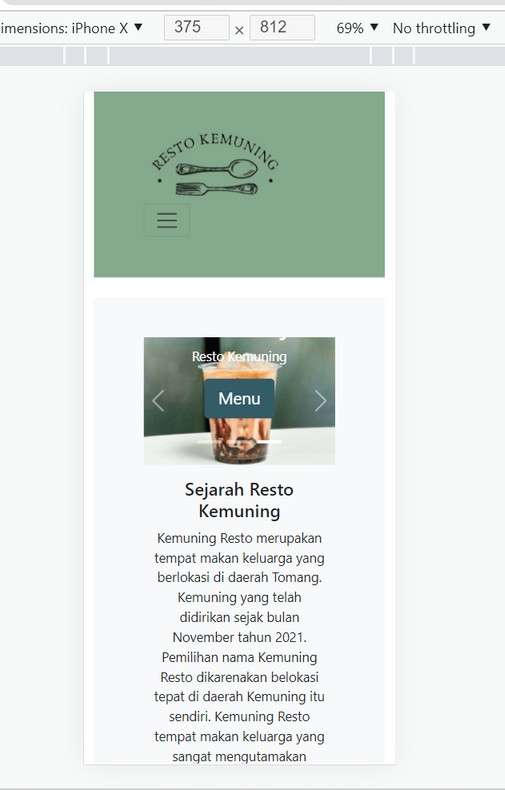 imensions: iPhone X ▼ 375 × 812 69% ▼ No throttling ▼
RESTO KEMUNING
Resto Kemuning
Menu
Sejarah Resto
Kemuning
Kemuning Resto merupakan
tempat makan keluarga yang
berlokasi di daerah Tomang.
Kemuning yang telah
didirikan sejak bulan
November tahun 2021.
Pemilihan nama Kemuning
Resto dikarenakan belokasi
tepat di daerah Kemuning itu
sendiri. Kemuning Resto
tempat makan keluarga yang
sangat mengutamakan